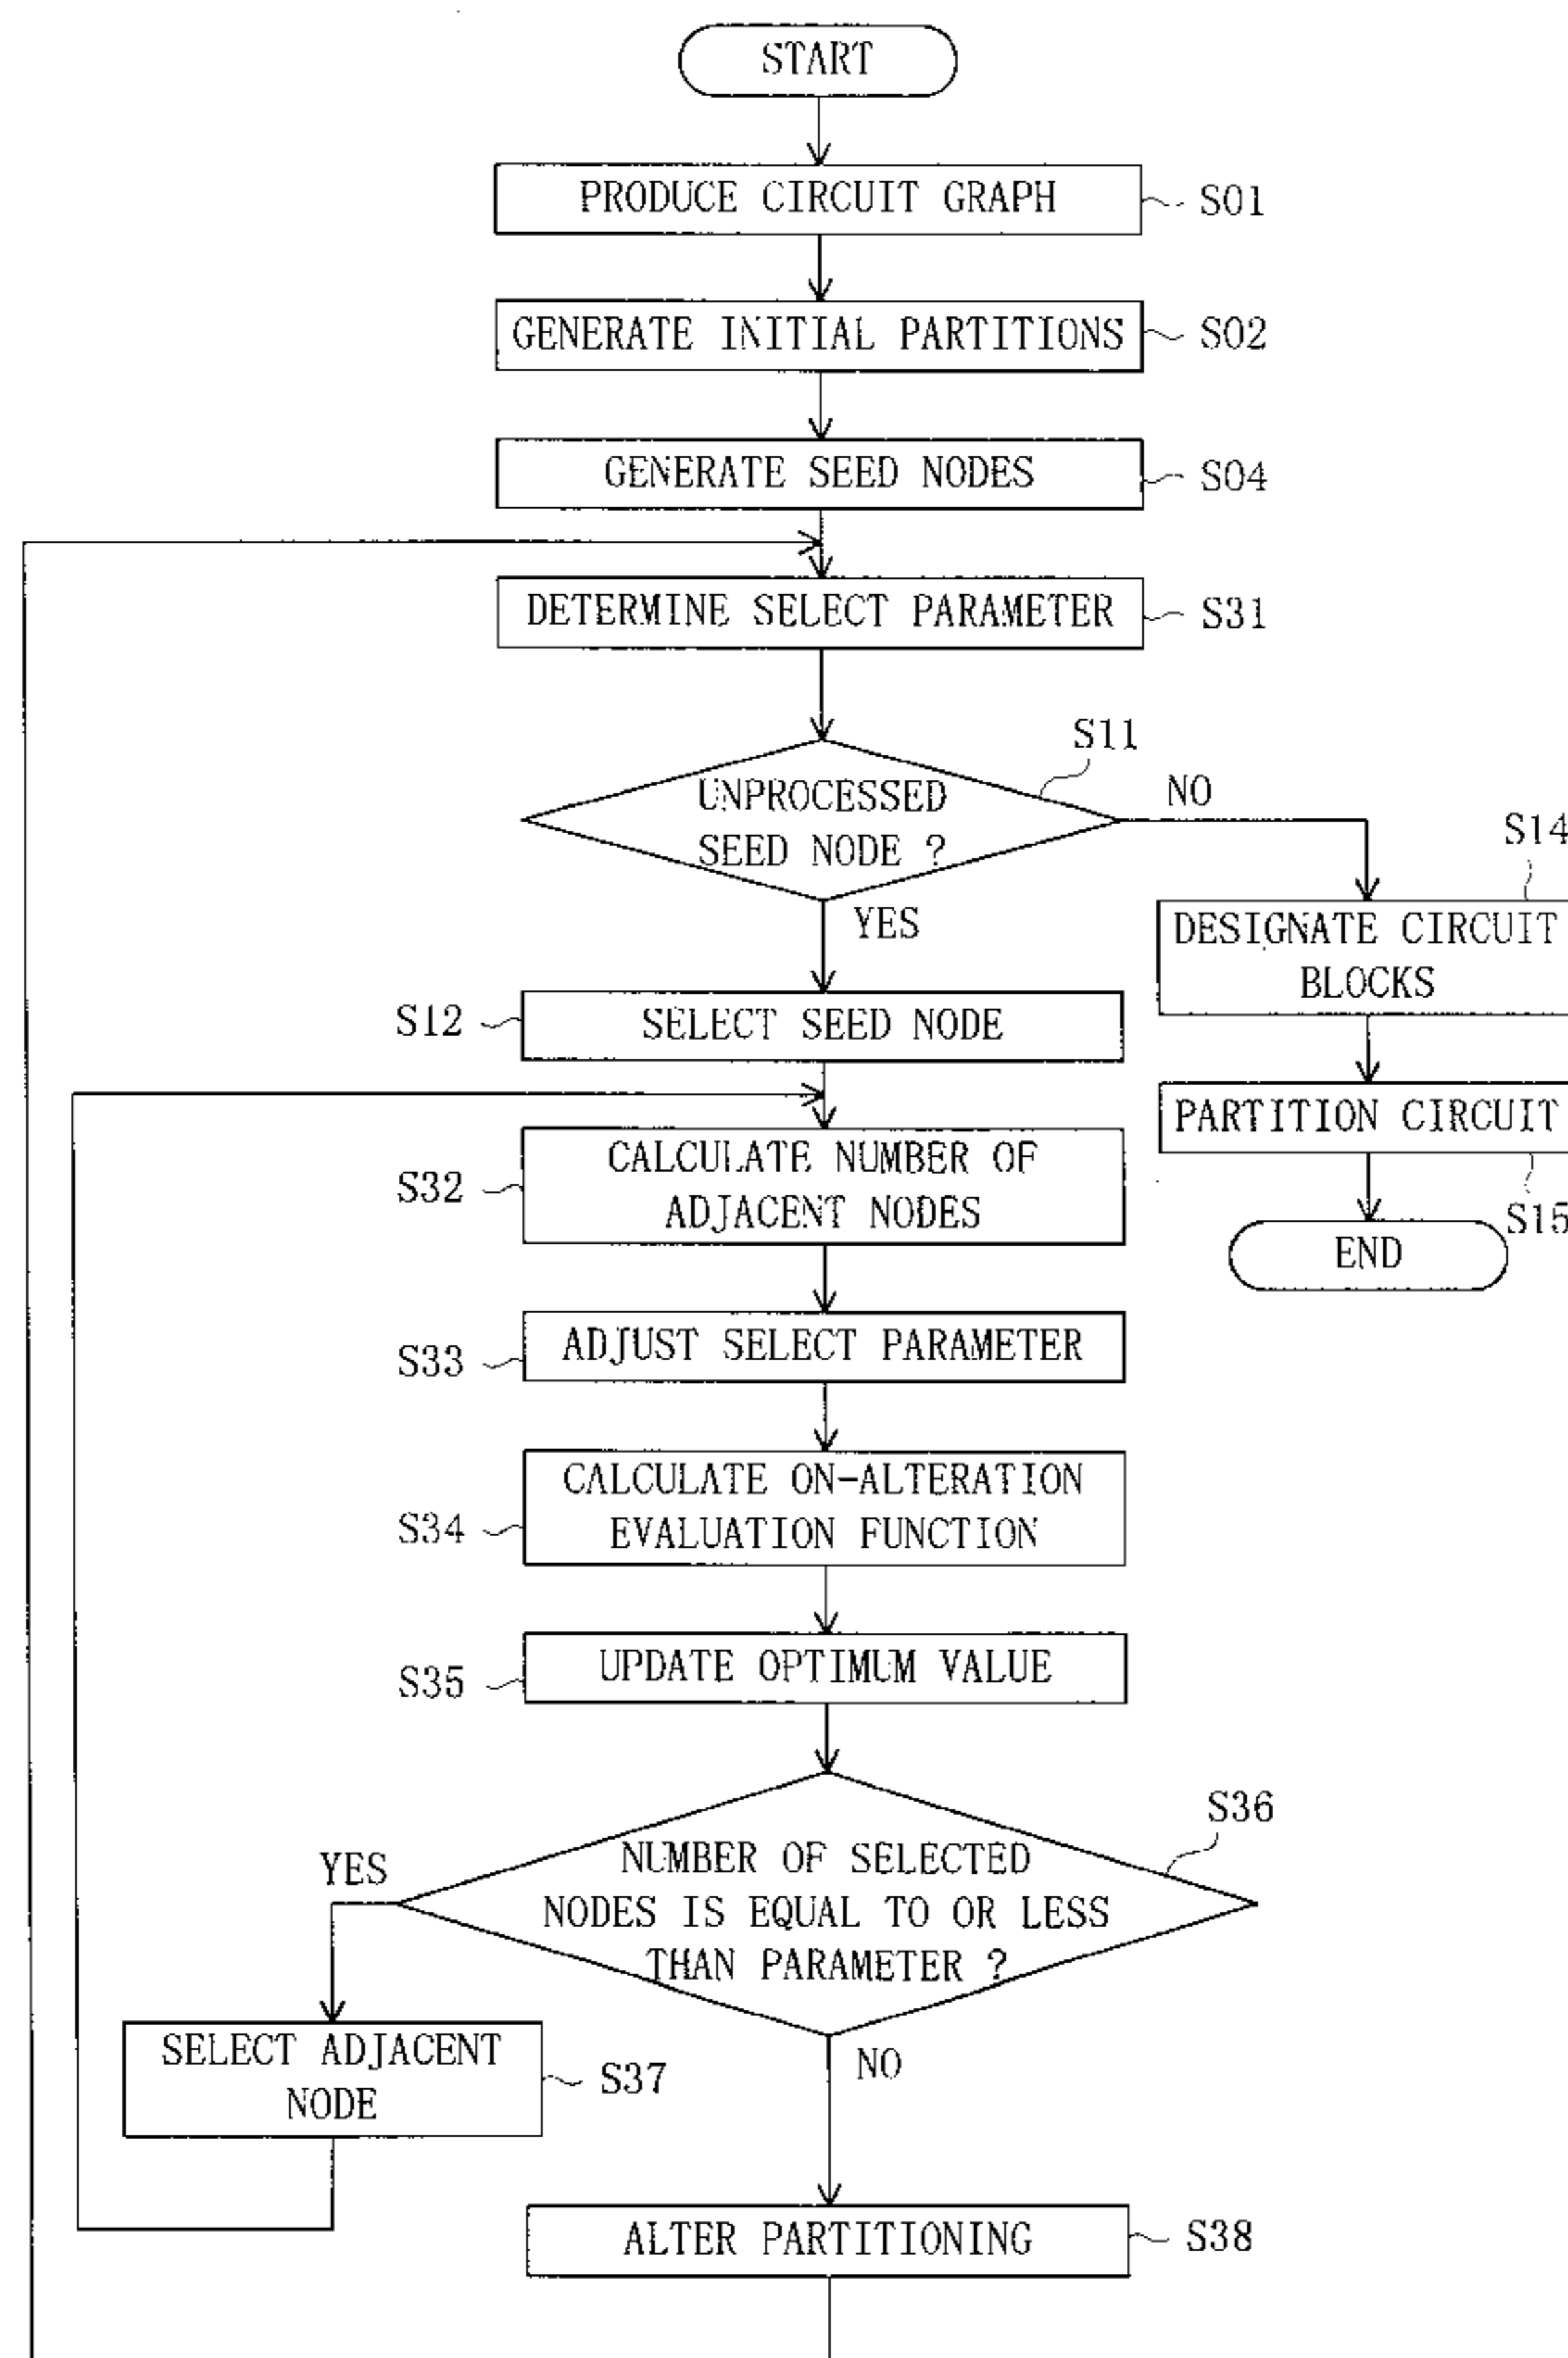 START
PRODUCE CIRCUIT GRAPH
S01
GENERATE INITIAL PARTITIONS
S02
GENERATE SEED NODES
S04
DETERMINE SELECT PARAMETER
S31
S11
UNPROCESSED
SEED NODE ?
NO
YES
S14
DESIGNATE CIRCUIT
BLOCKS
S12
SELECT SEED NODE
PARTITION CIRCUIT
S15
END
S32
CALCULATE NUMBER OF
ADJACENT NODES
S33
ADJUST SELECT PARAMETER
S34
CALCULATE ON-ALTERATION
EVALUATION FUNCTION
S35
UPDATE OPTIMUM VALUE
S36
YES
NUMBER OF SELECTED
NODES IS EQUAL TO OR LESS
THAN PARAMETER ?
NO
SELECT ADJACENT
NODE
S37
ALTER PARTITIONING
S38